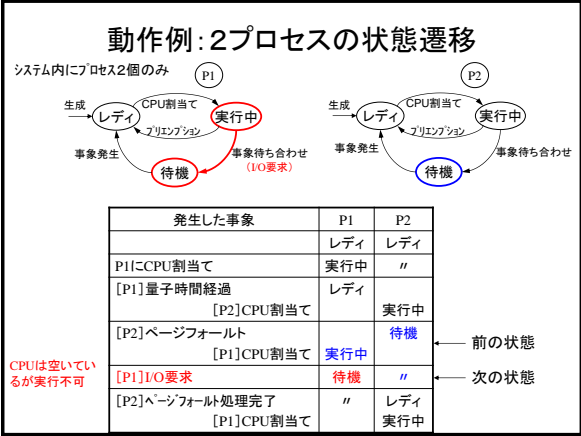 動作例:2プロセスの状態遷移
システム内にプロセス2個のみ
P1
P2
生成
レディ
CPU割当て
プリエンプション
実行中
事象発生
待機
事象待ち合わせ
(I/O要求)
生成
レディ
CPU割当て
プリエンプション
実行中
事象発生
待機
事象待ち合わせ
発生した事象 P1 P2
レディ レディ
P1にCPU割当て 実行中 〃
[P1]量子時間経過 レディ
[P2]CPU割当て 実行中
[P2]ページフォールト 待機
[P1]CPU割当て 実行中
前の状態
CPUは空いてい
るが実行不可
[P1]I/O要求 待機 〃
次の状態
[P2]ページフォールト処理完了 〃 レディ
[P1]CPU割当て 実行中